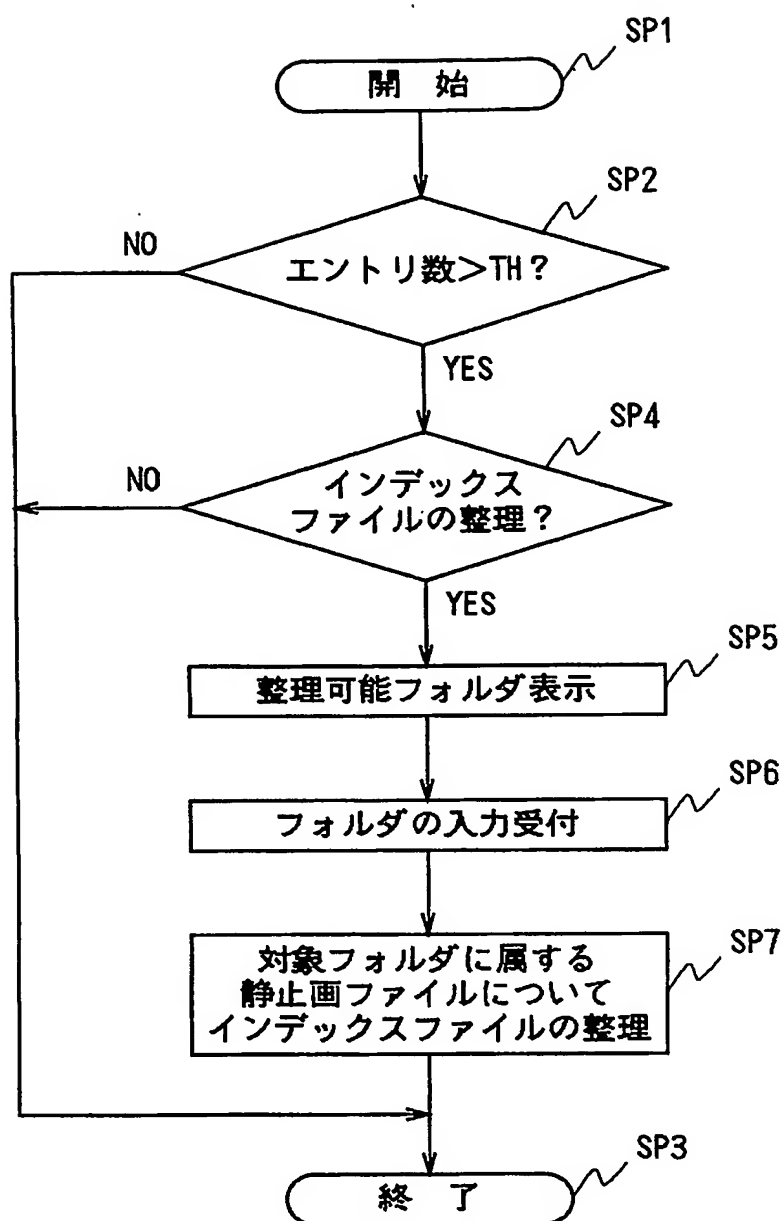 SP1
開 始
SP2
NO
エントリ数>TH?
YES
SP4
NO
インデックス
ファイルの整理?
YES
SP5
整理可能フォルダ表示
SP6
フォルダの入力受付
SP7
対象フォルダに属する
静止画ファイルについて
インデックスファイルの整理
SP3
終 了